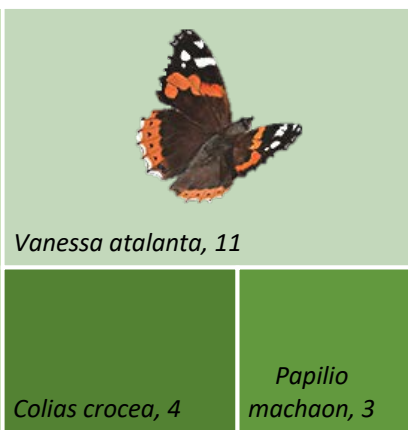 Vanessa atalanta, 11
Colias crocea, 4
Papilio
machaon, 3